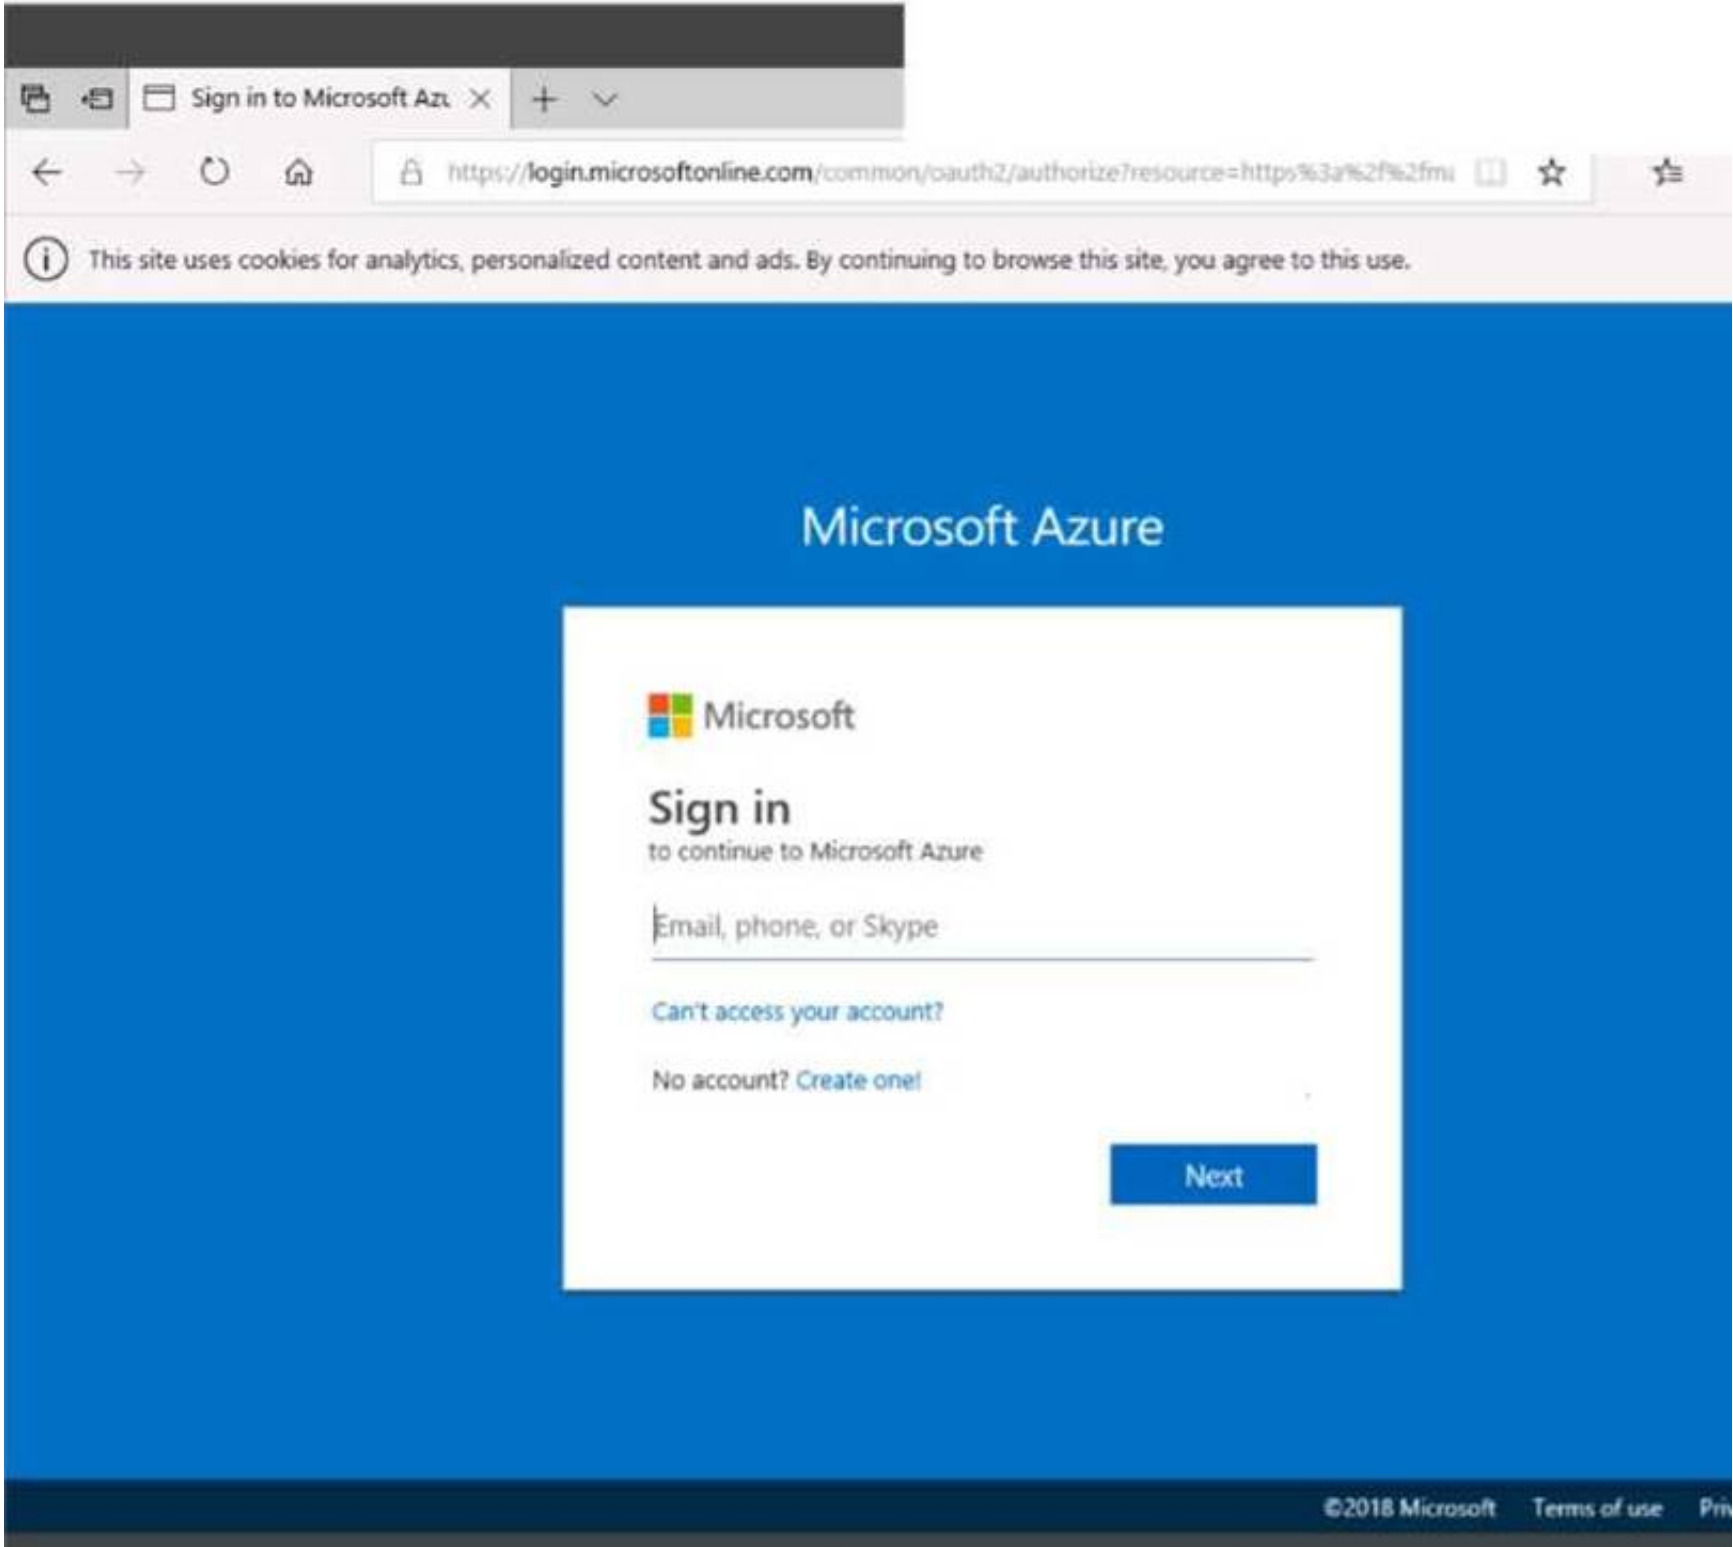 Sign in to Microsoft Azu
https://login.microsoftonline.com/common/oauth2/authorize?resource=https%3a%2f%2fma
This site uses cookies for analytics, personalized content and ads. By continuing to browse this site, you agree to this use.
Microsoft Azure
Microsoft
Sign in
to continue to Microsoft Azure
Email, phone, or Skype
Can't access your account?
No account? Create one!
Next
©2018 Microsoft Terms of use Priv